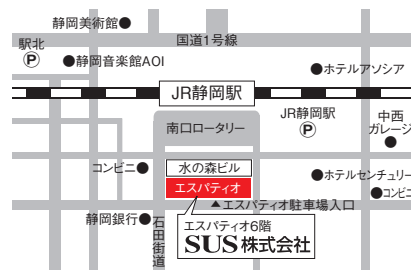 静岡美術館
国道1号線
駅北
P
静岡音楽館AOI
ホテルアソシア
JR静岡駅
南口ロータリー
JR静岡駅
P
中西
ガレージ
コンビニ
水の森ビル
エスパティオ
ホテルセンチュリー
コンビニ
エスパティオ駐車場入口
静岡銀行
石田街道
エスパティオ6階
SUS株式会社